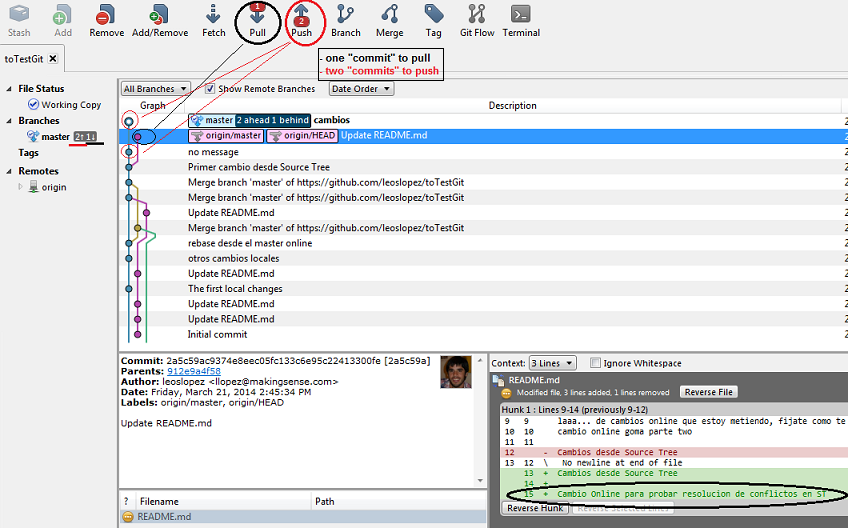 1
2
Stash Add Remove Add/Remove Fetch Pull Push Branch Merge Tag Git Flow Terminal
- one "commit" to pull
- two "commits" to push
toTestGit
File Status
Working Copy
Branches
master 2↑ 1↓
Tags
Remotes
origin
All Branches Show Remote Branches Date Order
Graph Description
master 2 ahead 1 behind cambios
origin/master origin/HEAD Update README.md
no message
Primer cambio desde Source Tree
Merge branch 'master' of https://github.com/leoslopez/toTestGit
Merge branch 'master' of https://github.com/leoslopez/toTestGit
Update README.md
Merge branch 'master' of https://github.com/leoslopez/toTestGit
rebase desde el master online
otros cambios locales
Update README.md
The first local changes
Update README.md
Update README.md
Initial commit
Commit: 2a5c59ac9374e8eec05fc133c6e95c22413300fe [2a5c59a]
Parents: 912e9a4f58
Author: leoslopez <llopez@makingsense.com>
Date: Friday, March 21, 2014 2:45:34 PM
Labels: origin/master, origin/HEAD
Update README.md
? Filename Path
README.md
Context: 3 Lines Ignore Whitespace
README.md
Modified file, 3 lines added, 1 lines removed Reverse File
Hunk 1 : Lines 9-14 (previously 9-12)
9 9 laaa... de cambios online que estoy metiendo, fijate como te
10 10 cambio online goma parte two
11 11
12 - Cambios desde Source Tree
13 12 \ No newline at end of file
13 + Cambios desde Source Tree
14 +
15 + Cambio Online para probar resolucion de conflictos en ST
Reverse Hunk Reverse Selected Lines